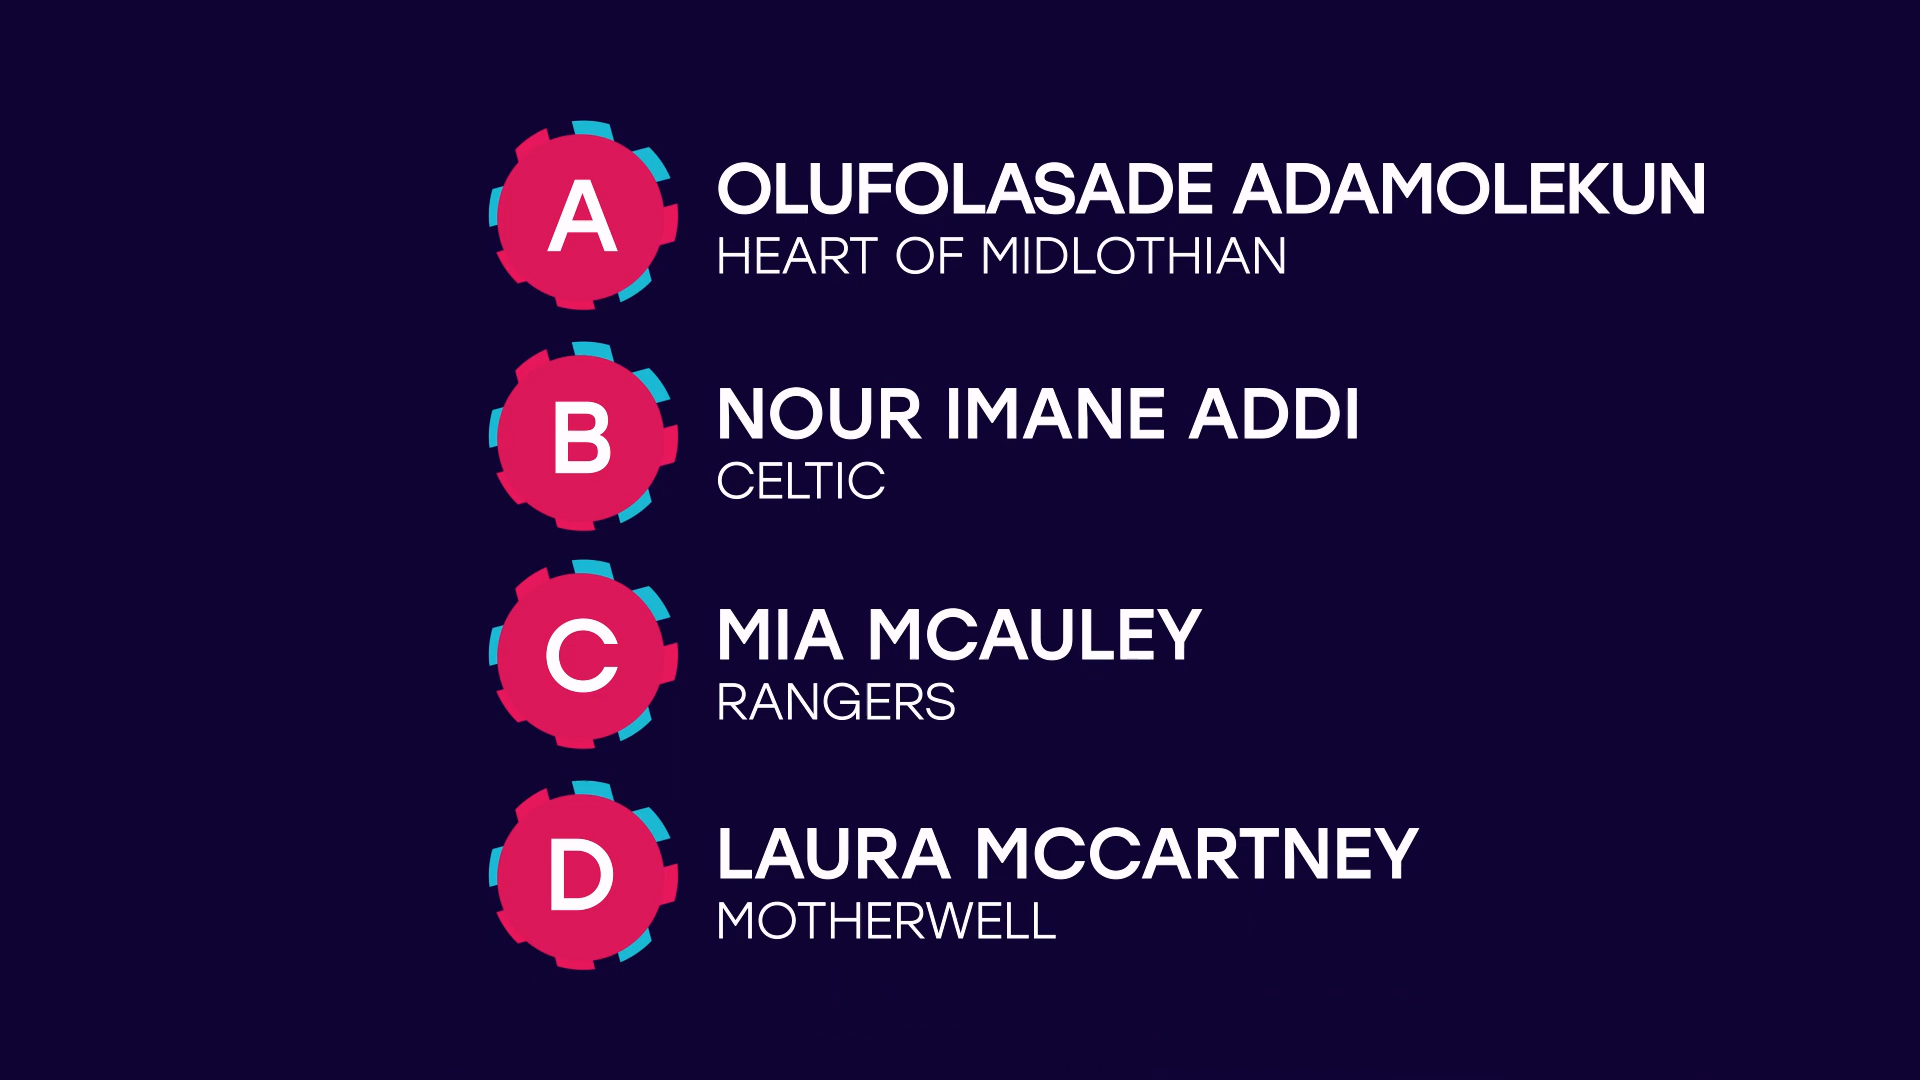 A
OLUFOLASADE ADAMOLEKUN
HEART OF MIDLOTHIAN
B
NOUR IMANE ADDI
CELTIC
C
MIA MCAULEY
RANGERS
D
LAURA MCCARTNEY
MOTHERWELL